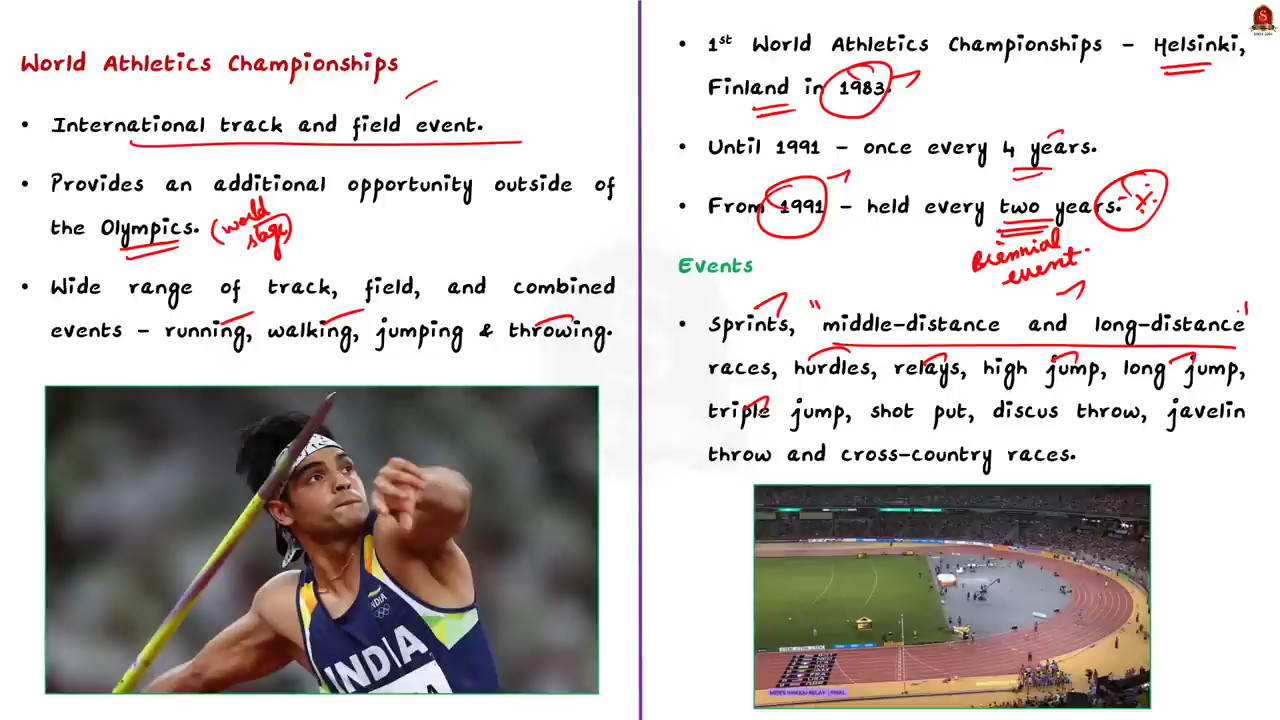 World Athletics Championships
• International track and field event.
• Provides an additional opportunity outside of
the Olympics. (world
stage)
• Wide range of track, field, and combined
events – running, walking, jumping & throwing.
INDIA
INDIA
• 1st World Athletics Championships – Helsinki,
Finland in 1983.
• Until 1991 – once every 4 years.
• From 1991 – held every two years.
Biennial
event.
Events
• Sprints, "middle-distance and long-distance"
races, hurdles, relays, high jump, long jump,
triple jump, shot put, discus throw, javelin
throw and cross-country races.